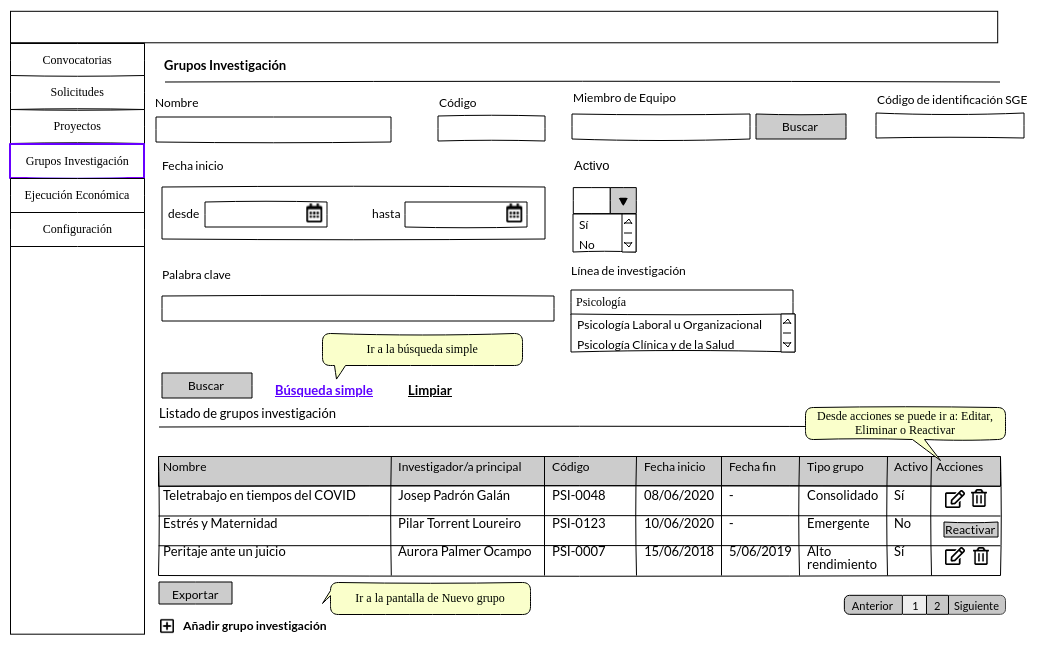 Convocatorias
Solicitudes
Proyectos
Grupos Investigación
Ejecución Económica
Configuración
Grupos Investigación
Nombre
Código
Miembro de Equipo
Código de identificación SGE
Buscar
Fecha inicio
Activo
desde
hasta
Sí
No
Palabra clave
Línea de investigación
Psicología
Psicología Laboral u Organizacional
Psicología Clínica y de la Salud
Ir a la búsqueda simple
Buscar
Búsqueda simple
Limpiar
Listado de grupos investigación
Desde acciones se puede ir a: Editar,
Eliminar o Reactivar
Nombre Investigador/a principal Código Fecha inicio Fecha fin Tipo grupo Activo Acciones
Teletrabajo en tiempos del COVID Josep Padrón Galán PSI-0048 08/06/2020 - Consolidado Sí
Estrés y Maternidad Pilar Torrent Loureiro PSI-0123 10/06/2020 - Emergente No Reactivar
Peritaje ante un juicio Aurora Palmer Ocampo PSI-0007 15/06/2018 5/06/2019 Alto Sí
rendimiento
Exportar
Ir a la pantalla de Nuevo grupo
Anterior 1 2 Siguiente
Añadir grupo investigación